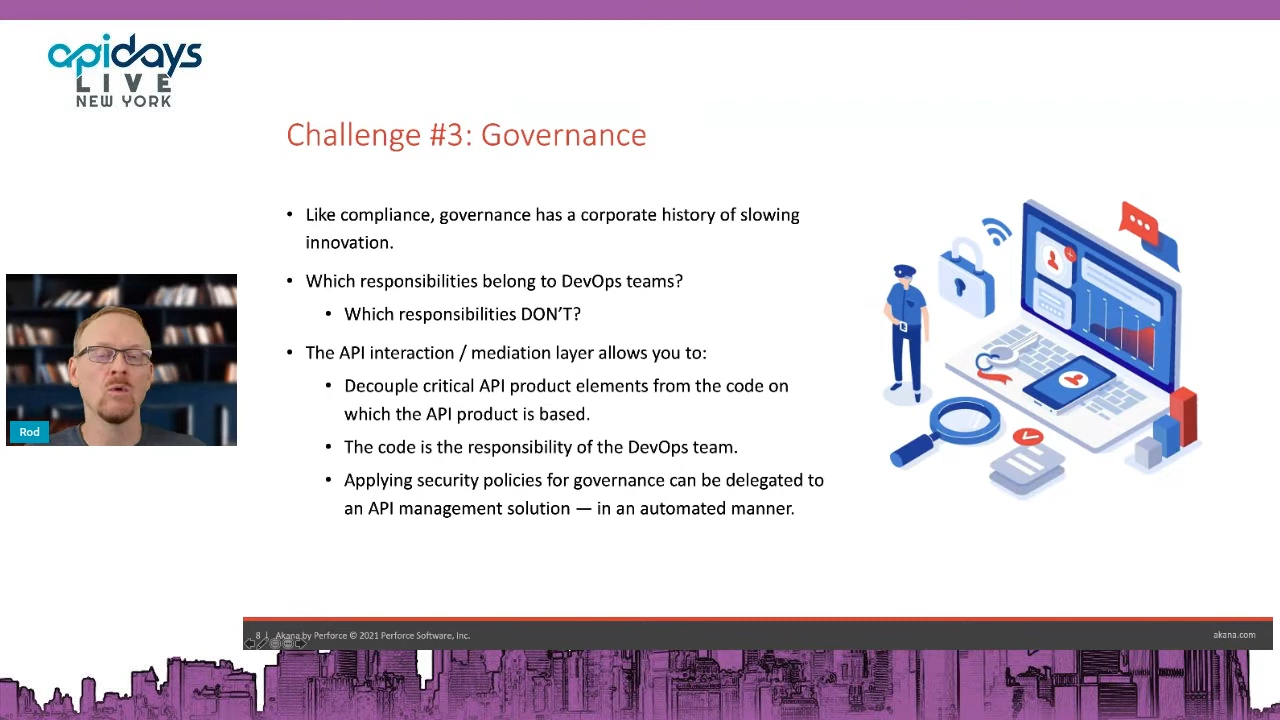 apidays
LIVE
NEW YORK
Challenge #3: Governance
• Like compliance, governance has a corporate history of slowing
innovation.
• Which responsibilities belong to DevOps teams?
• Which responsibilities DON'T?
• The API interaction / mediation layer allows you to:
• Decouple critical API product elements from the code on
which the API product is based.
• The code is the responsibility of the DevOps team.
• Applying security policies for governance can be delegated to
an API management solution — in an automated manner.
Rod
8 | Akana by Perforce © 2021 Perforce Software, Inc.
akana.com